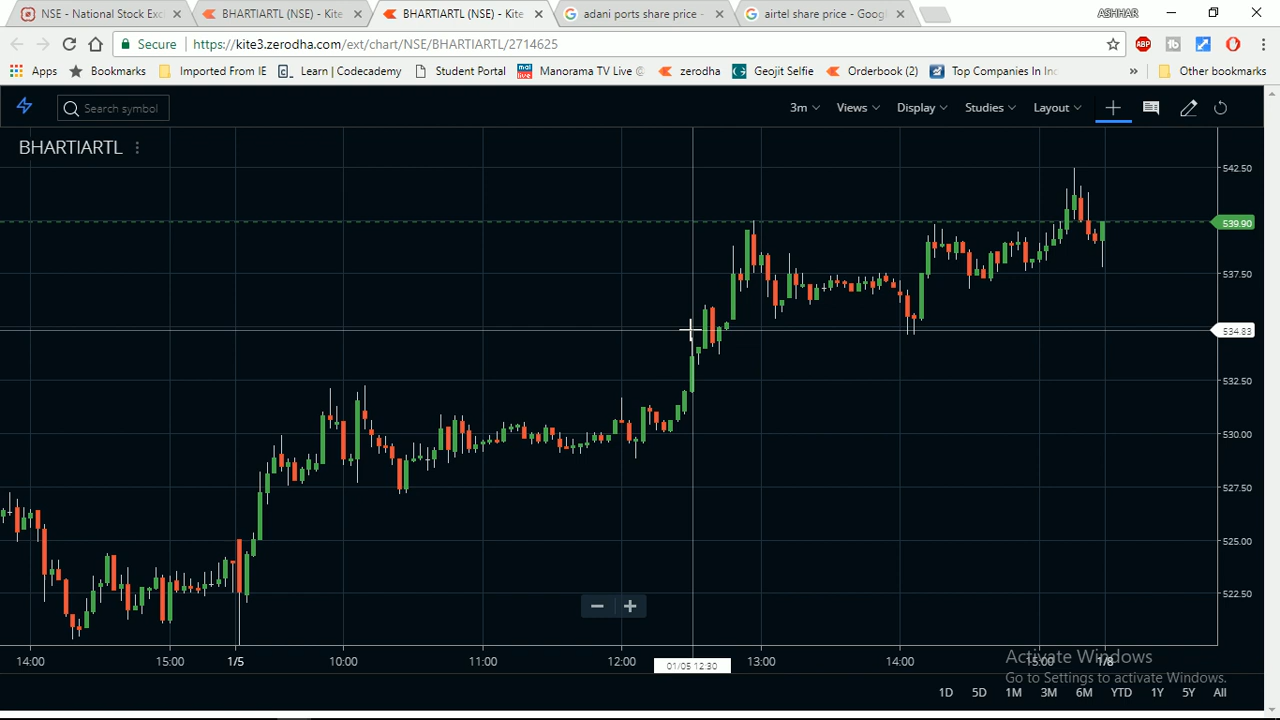 NSE - National Stock Exc
BHARTIARTL (NSE) - Kite
BHARTIARTL (NSE) - Kite
adani ports share price -
airtel share price - Googl
ASHHAR
Secure
https://kite3.zerodha.com/ext/chart/NSE/BHARTIARTL/2714625
ABP
Apps
Bookmarks
Imported From IE
Learn | Codecademy
Student Portal
Manorama TV Live
zerodha
Geojit Selfie
Orderbook (2)
Top Companies In Inc
»
Other bookmarks
Search symbol
3m
Views
Display
Studies
Layout
BHARTIARTL
542.50
539.90
537.50
534.83
532.50
530.00
527.50
525.00
522.50
14:00
15:00
1/5
10:00
11:00
12:00
01/05 12:30
13:00
14:00
15:00
1/8
Activate Windows
Go to Settings to activate Windows.
1D
5D
1M
3M
6M
YTD
1Y
5Y
All